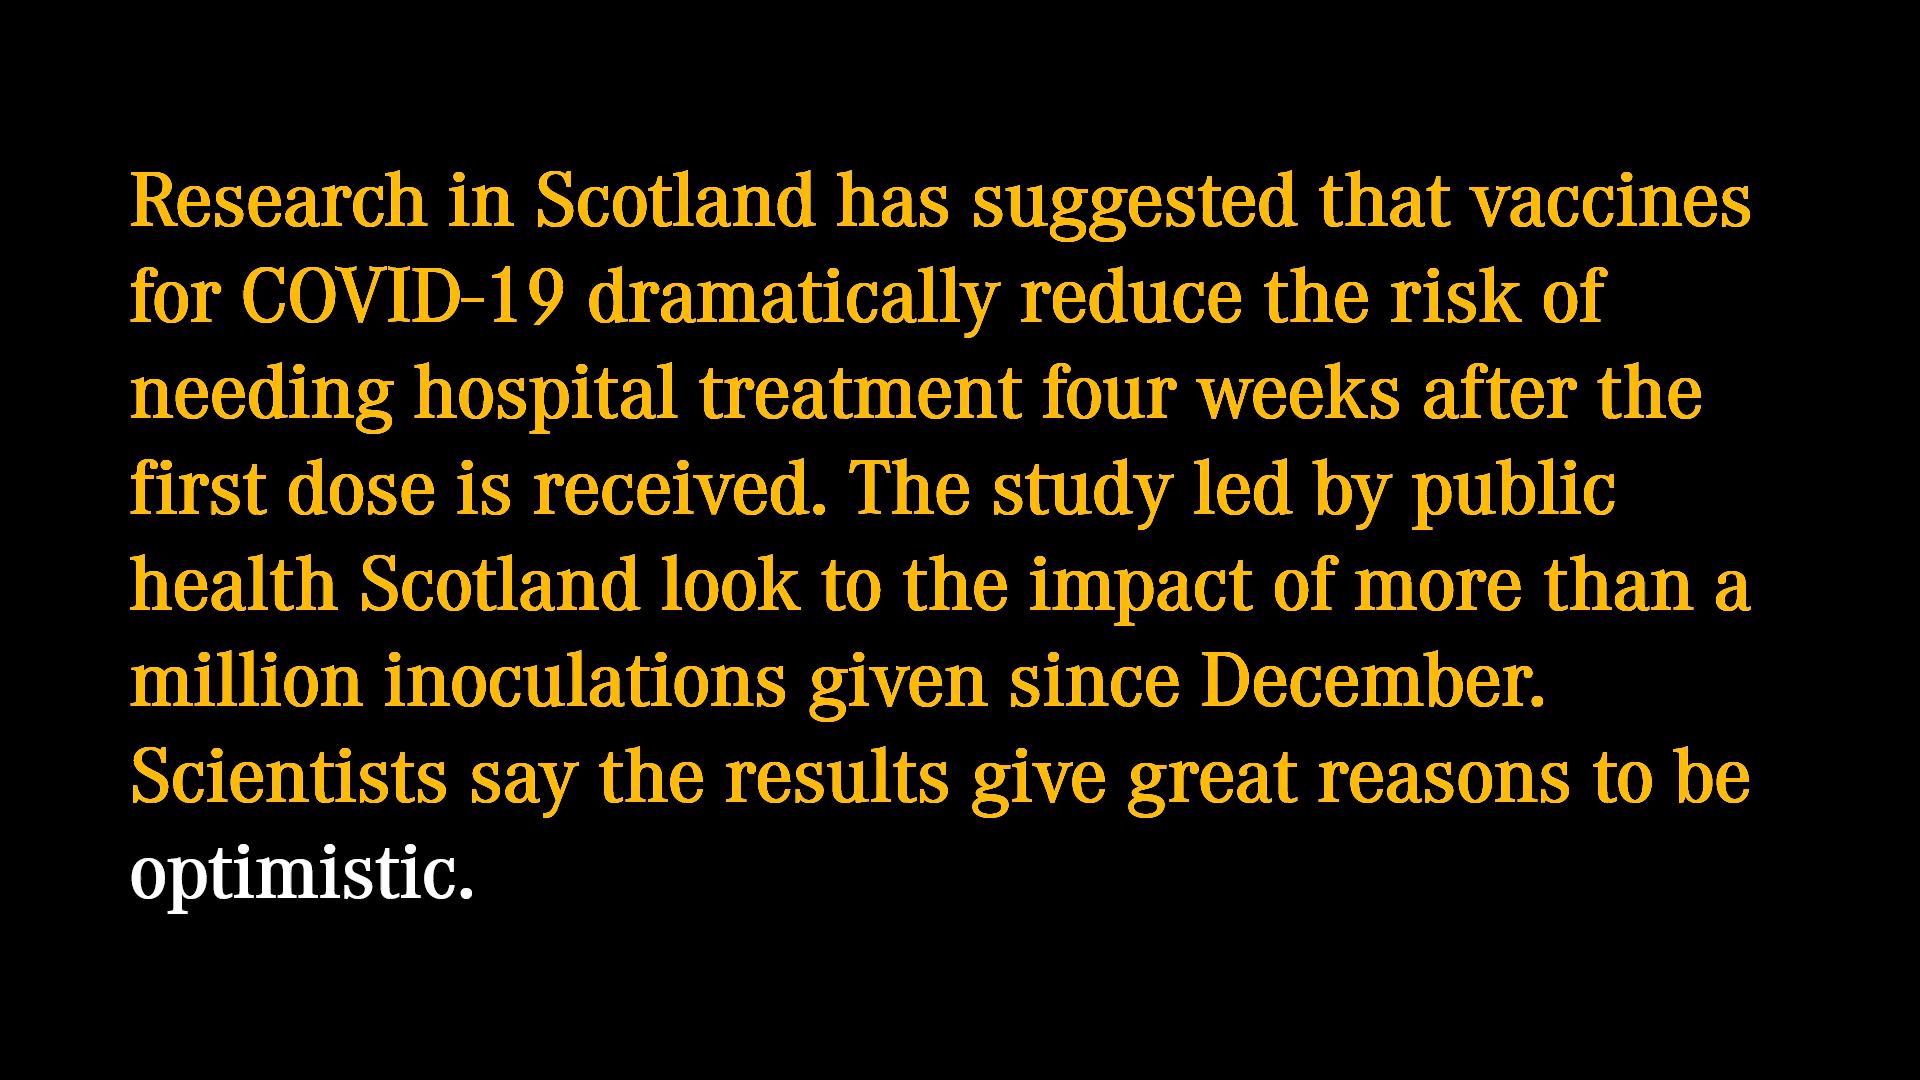 Research in Scotland has suggested that vaccines
for COVID-19 dramatically reduce the risk of
needing hospital treatment four weeks after the
first dose is received. The study led by public
health Scotland look to the impact of more than a
million inoculations given since December.
Scientists say the results give great reasons to be
optimistic.